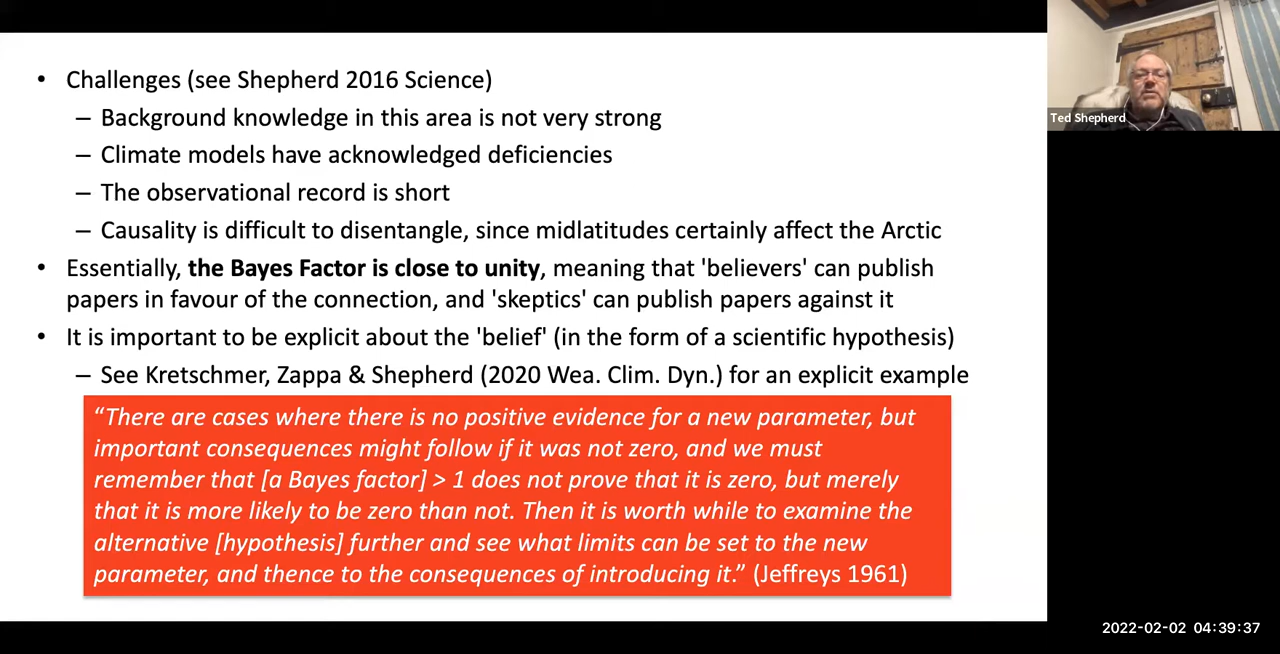 • Challenges (see Shepherd 2016 Science)
– Background knowledge in this area is not very strong
– Climate models have acknowledged deficiencies
– The observational record is short
– Causality is difficult to disentangle, since midlatitudes certainly affect the Arctic
• Essentially, the Bayes Factor is close to unity, meaning that 'believers' can publish
papers in favour of the connection, and 'skeptics' can publish papers against it
• It is important to be explicit about the 'belief' (in the form of a scientific hypothesis)
– See Kretschmer, Zappa & Shepherd (2020 Wea. Clim. Dyn.) for an explicit example
“There are cases where there is no positive evidence for a new parameter, but
important consequences might follow if it was not zero, and we must
remember that [a Bayes factor] > 1 does not prove that it is zero, but merely
that it is more likely to be zero than not. Then it is worth while to examine the
alternative [hypothesis] further and see what limits can be set to the new
parameter, and thence to the consequences of introducing it.” (Jeffreys 1961)
Ted Shepherd
2022-02-02 04:39:37